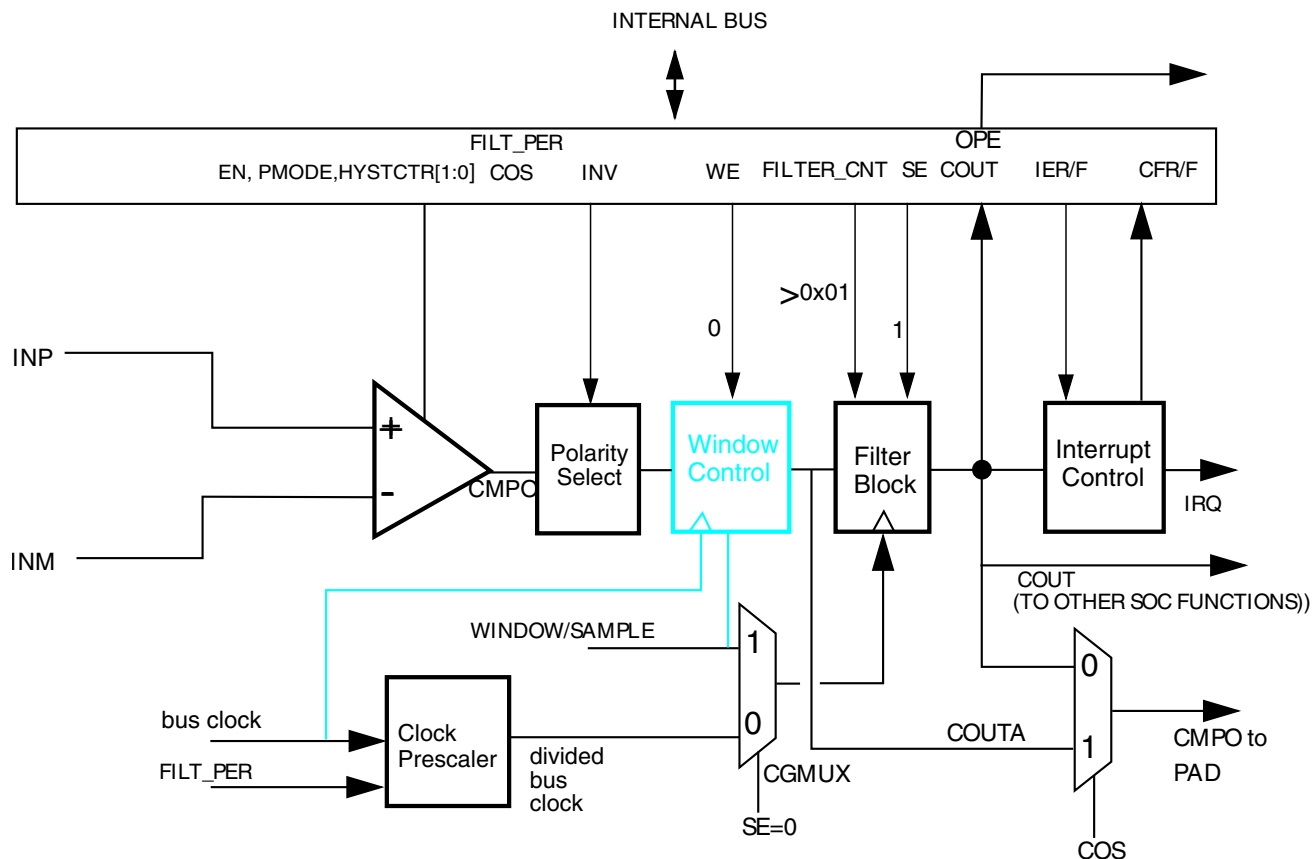 INTERNAL BUS
FILT_PER
OPE
EN, PMODE,HYSTCTR[1:0]
COS
INV
WE
FILTER_CNT
SE
COUT
IER/F
CFR/F
>0x01
0
1
INP
+
-
INM
CMPO
Polarity
Select
Window
Control
Filter
Block
Interrupt
Control
IRQ
COUT
(TO OTHER SOC FUNCTIONS))
WINDOW/SAMPLE
1
0
bus clock
FILT_PER
Clock
Prescaler
divided
bus
clock
CGMUX
SE=0
COUTA
0
1
CMPO to
PAD
COS